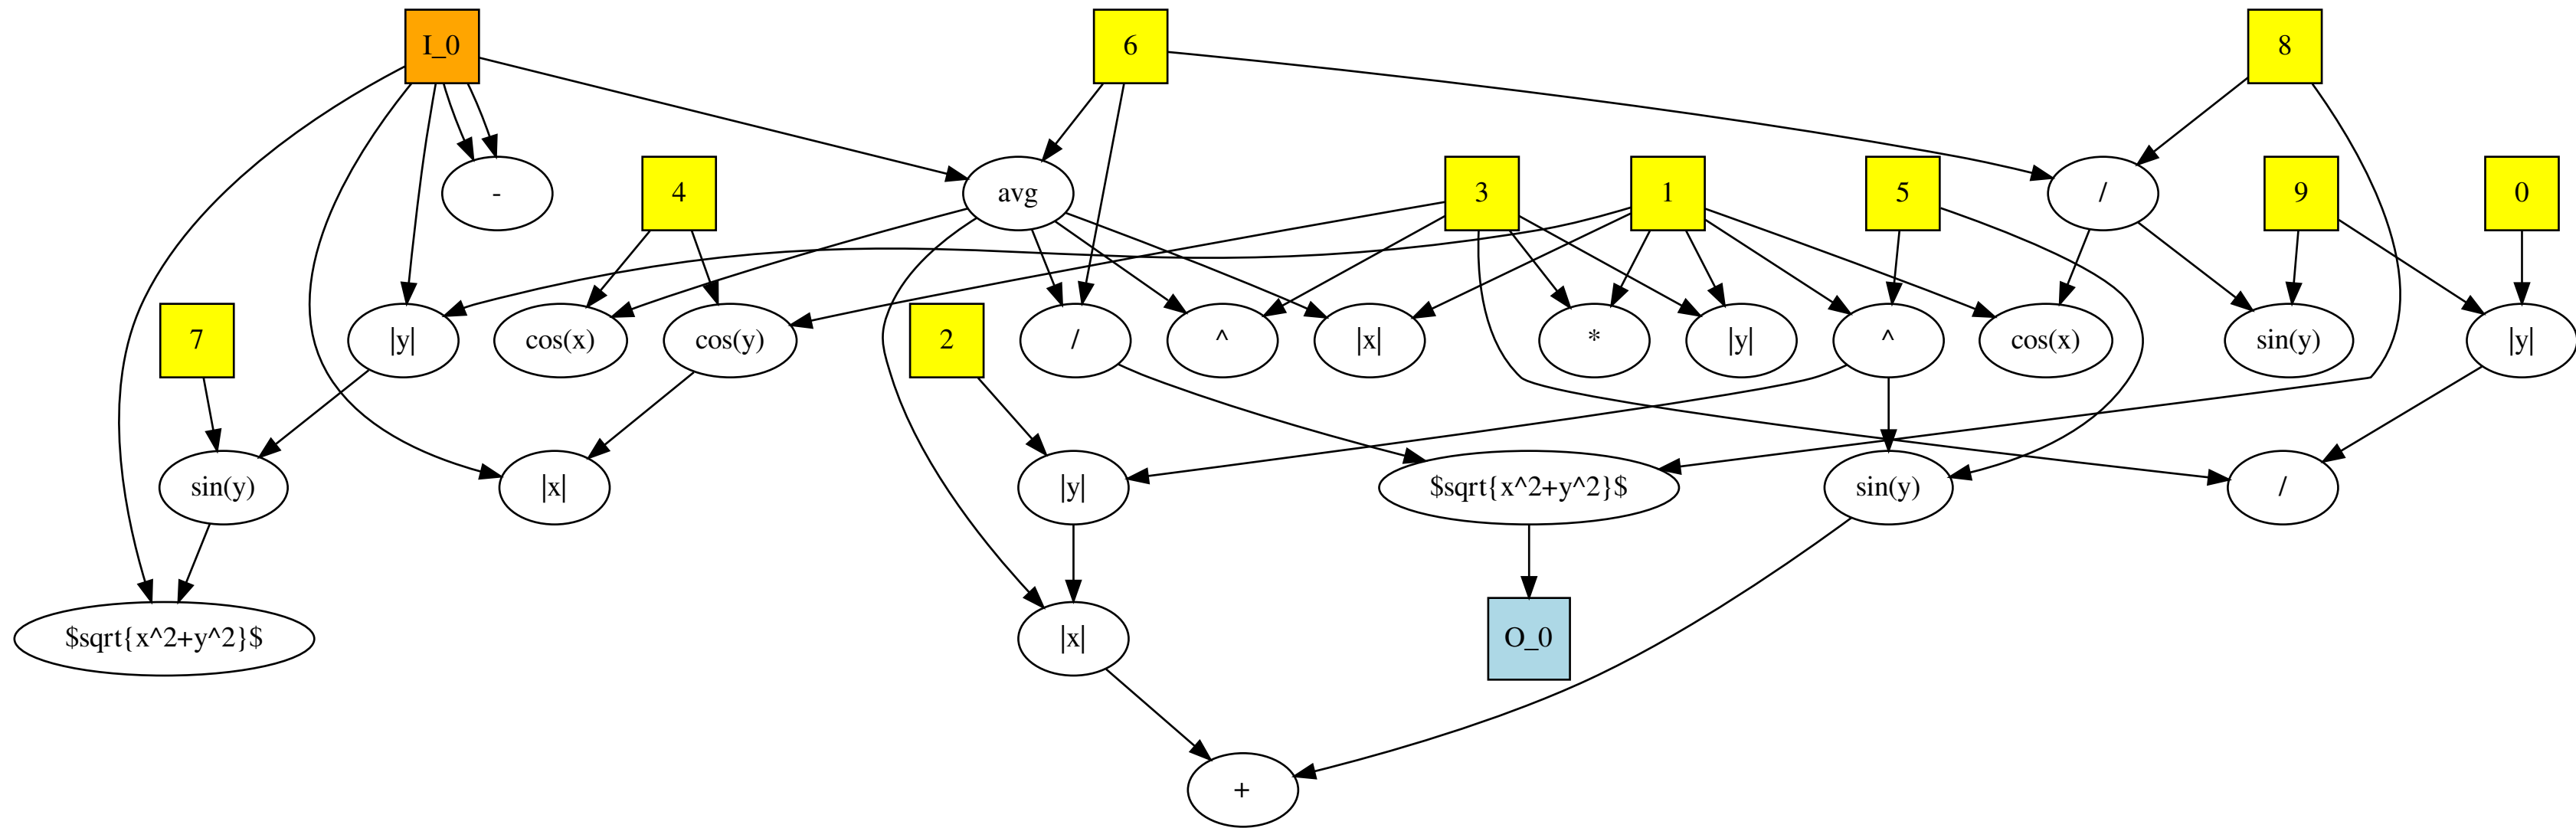 I_0
6
8
-
4
avg
3
1
5
/
9
0
7
|y|
cos(x)
cos(y)
2
/
^
|x|
*
|y|
^
cos(x)
sin(y)
|y|
sin(y)
|x|
|y|
$sqrt{x^2+y^2}$
sin(y)
/
$sqrt{x^2+y^2}$
|x|
O_0
+